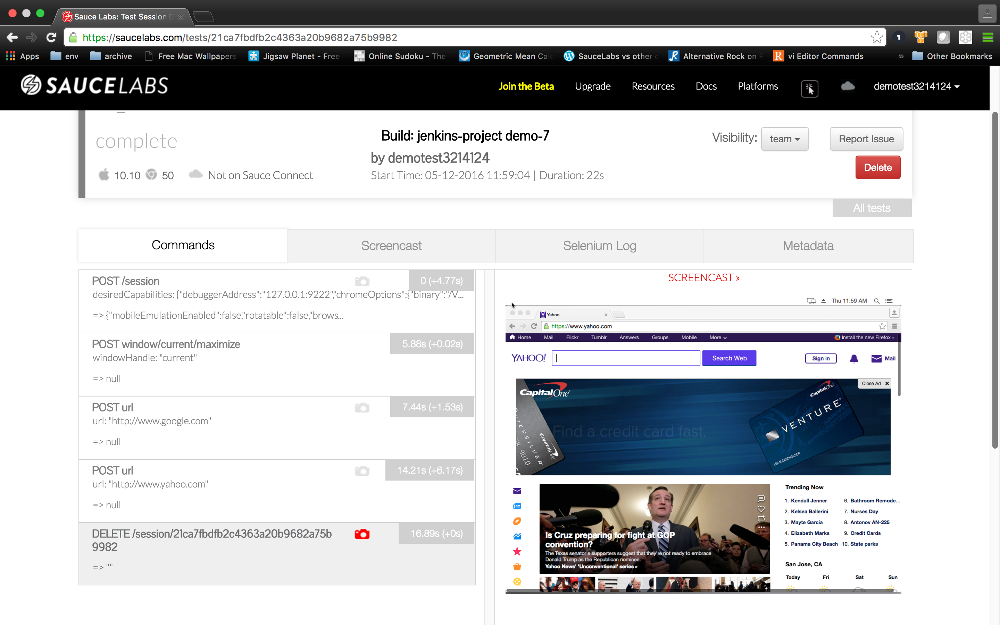 Sauce Labs: Test Session D
https://saucelabs.com/tests/21ca7fbdfb2c4363a20b9682a75b9982
1
Apps env archive Free Mac Wallpapers Jigsaw Planet - Free Online Sudoku - The Geometric Mean Calc SauceLabs vs other Alternative Rock on vi Editor Commands » Other Bookmarks
SAUCELABS
Join the Beta Upgrade Resources Docs Platforms demotest3214124
complete
Build: jenkins-project demo-7
by demotest3214124
10.10 50 Not on Sauce Connect
Start Time: 05-12-2016 11:59:04 | Duration: 22s
Visibility: team
Report Issue
Delete
All tests
Commands Screencast Selenium Log Metadata
POST /session 0 (+4.77s)
desiredCapabilities: {"debuggerAddress":"127.0.0.1:9222""chromeOptions":{"binary":"/V...
=> {"mobileEmulationEnabled":false,"rotatable":false,"brows...
POST window/current/maximize 5.88s (+0.02s)
windowHandle: "current"
=> null
POST url 7.44s (+1.53s)
url: "http://www.google.com"
=> null
POST url 14.21s (+6.17s)
url: "http://www.yahoo.com"
=> null
DELETE /session/21ca7fbdfb2c4363a20b9682a75b
9982
16.89s (+0s)
=> ""
SCREENCAST »
Thu 11:59 AM
Yahoo
https://www.yahoo.com
Home Mail Flickr Tumblr Answers Groups Mobile More Install the new Firefox »
YAHOO! Search Web Sign in Mail
Close Ad X
CapitalOne
QUICKSILVER
9010
CapitalOne
Find a credit card fast.
CapitalOne
VENTURE
LEE M CARDHOLDER
Is Cruz preparing for fight at GOP
convention?
The Texas senator's supporters suggest that they're not ready to embrace
Donald Trump as the Republican nominee.
Yahoo News' 'Unconventional' series »
Trending Now
1. Kendall Jenner 6. Bathroom Remode...
2. Kelsea Ballerini 7. Nurses Day
3. Mayte Garcia 8. Antonov AN-225
4. Elizabeth Marks 9. Credit Cards
5. Panama City Beach 10. State parks
San Jose, CA
Today Fri Sat Sun